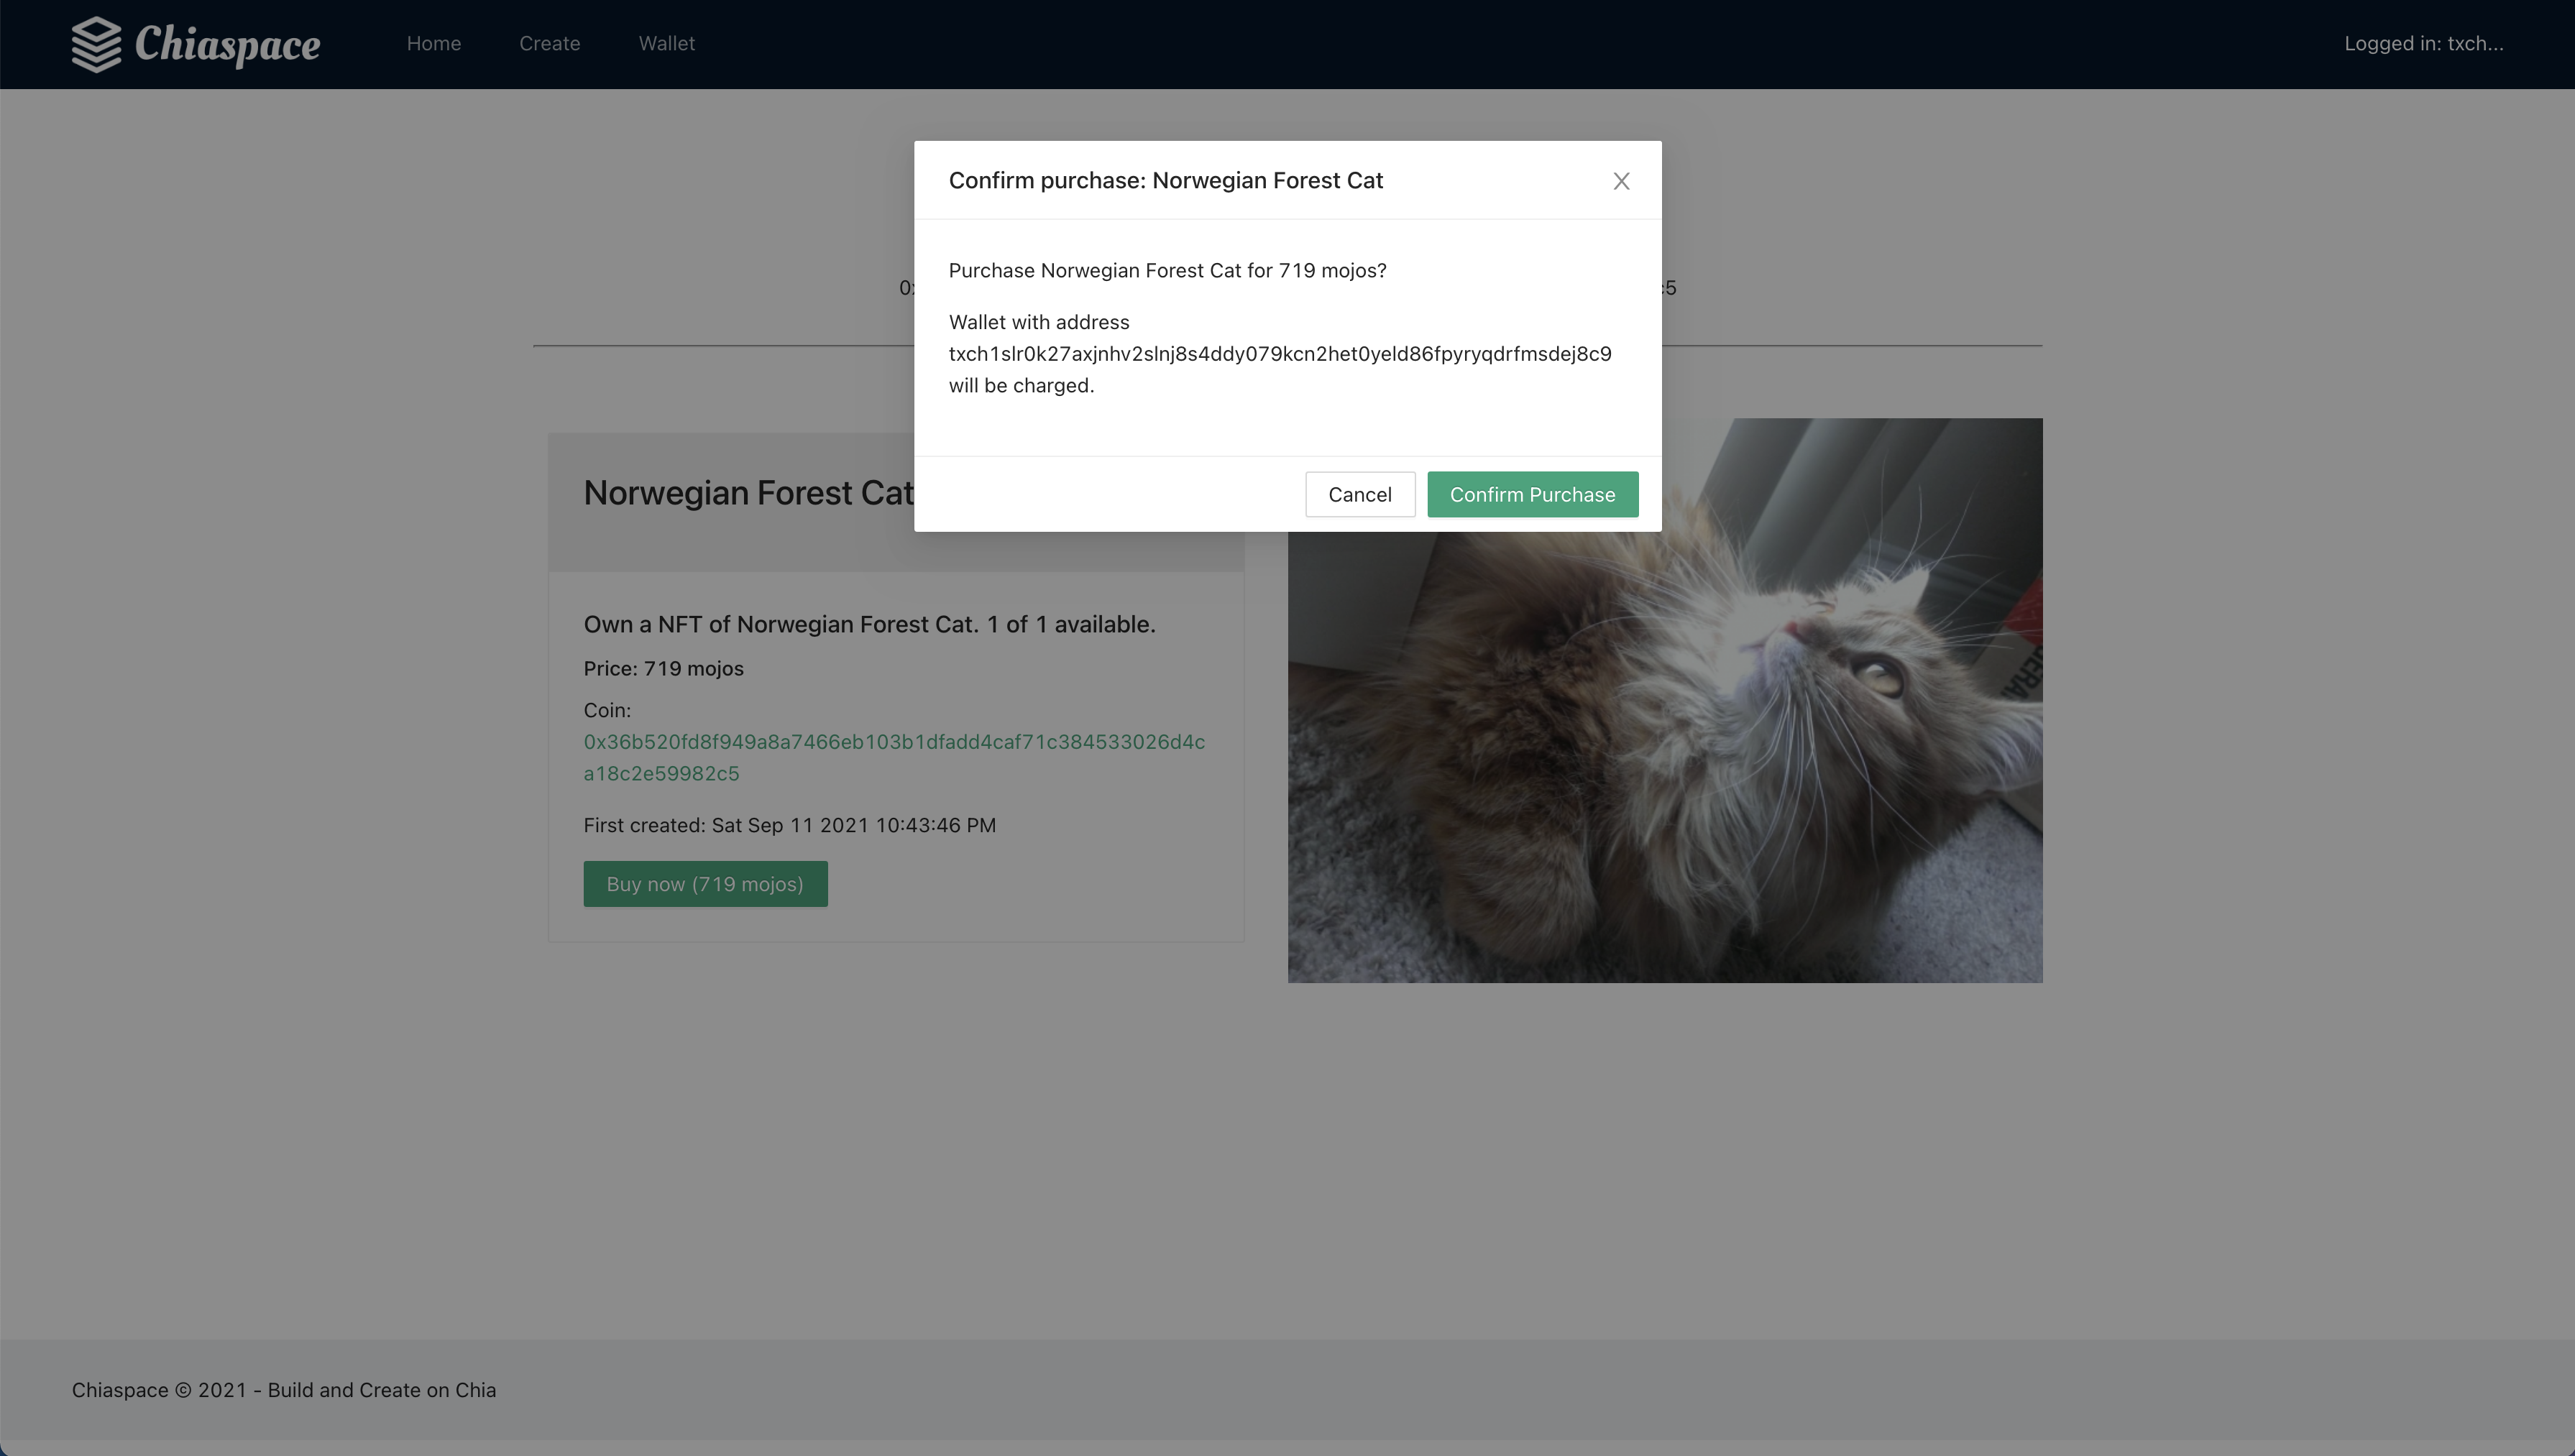 Chiaspace Home Create Wallet Logged in: txch...
Confirm purchase: Norwegian Forest Cat
Purchase Norwegian Forest Cat for 719 mojos?
Wallet with address
txch1slr0k27axjnhv2slnj8s4ddy079kcn2het0yeld86fpyryqdrfmsdej8c9
will be charged.
Cancel Confirm Purchase
Norwegian Forest Cat
Own a NFT of Norwegian Forest Cat. 1 of 1 available.
Price: 719 mojos
Coin:
0x36b520fd8f949a8a7466eb103b1dfadd4caf71c384533026d4c
a18c2e59982c5
First created: Sat Sep 11 2021 10:43:46 PM
Buy now (719 mojos)
Chiaspace © 2021 - Build and Create on Chia